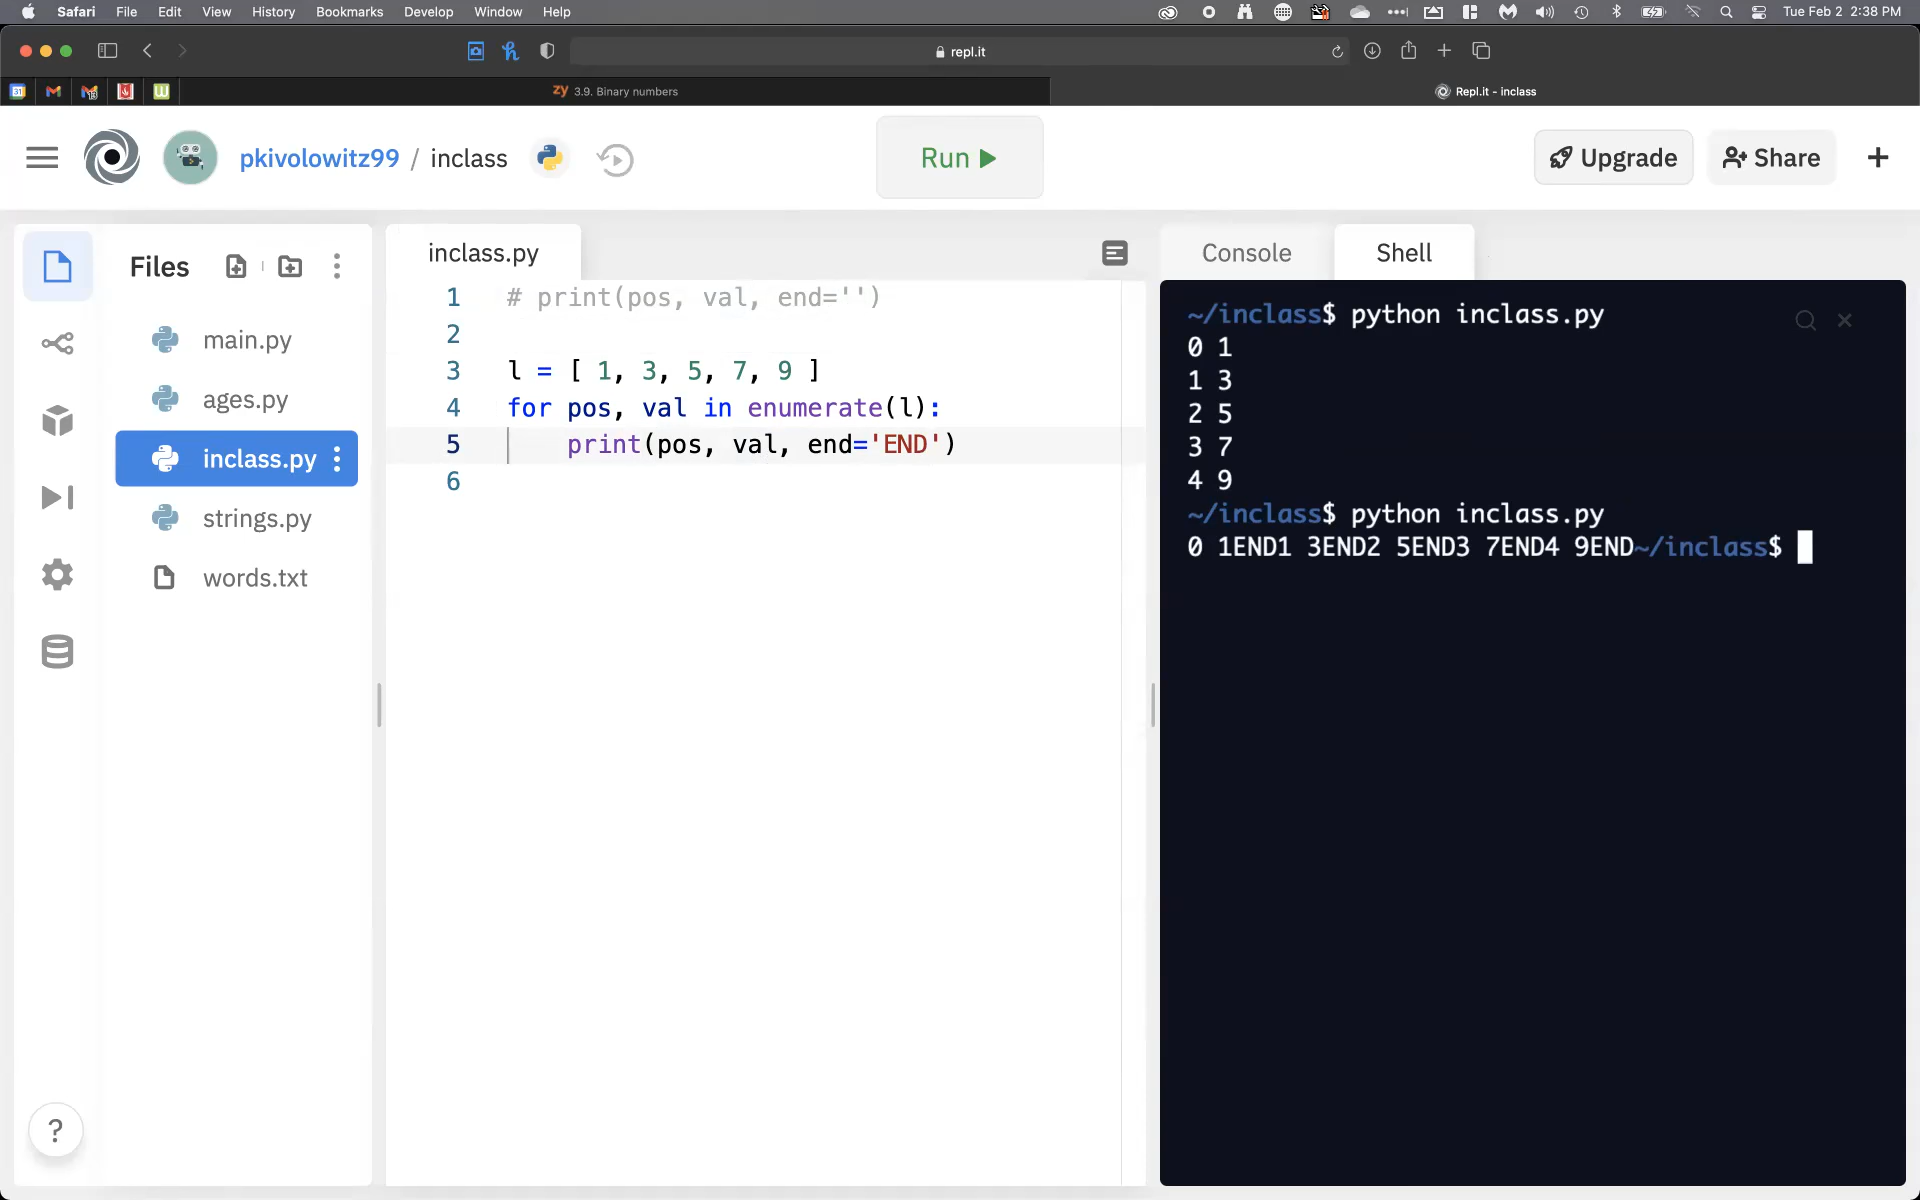 Safari File Edit View History Bookmarks Develop Window Help Tue Feb 2 2:38 PM
repl.it
31 13 W zy 3.9. Binary numbers Repl.it - inclass
pkivolowitz99 / inclass Run Upgrade Share +
Files
main.py
ages.py
inclass.py
strings.py
words.txt
?
inclass.py
1 # print(pos, val, end='')
2
3 l = [ 1, 3, 5, 7, 9 ]
4 for pos, val in enumerate(l):
5 print(pos, val, end='END')
6
Console Shell
~/inclass$ python inclass.py
0 1
1 3
2 5
3 7
4 9
~/inclass$ python inclass.py
0 1END1 3END2 5END3 7END4 9END~/inclass$